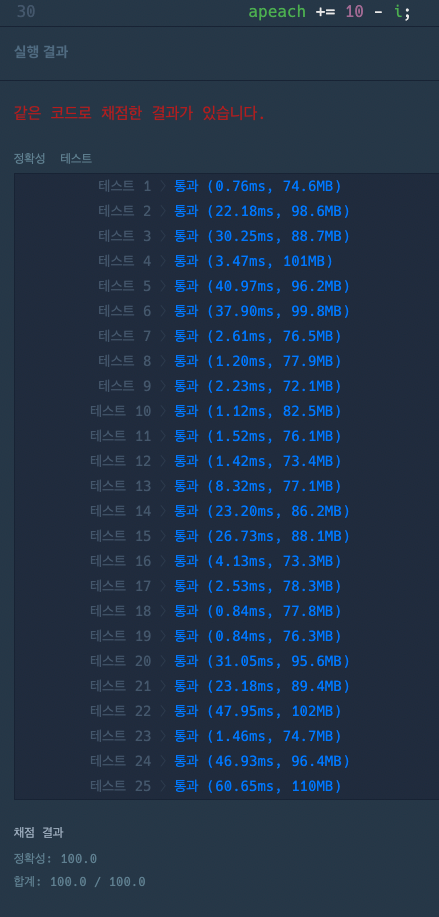 30 apeach += 10 - i;
실행 결과
같은 코드로 채점한 결과가 있습니다.
정확성 테스트
테스트 1 〉 통과 (0.76ms, 74.6MB)
테스트 2 〉 통과 (22.18ms, 98.6MB)
테스트 3 〉 통과 (30.25ms, 88.7MB)
테스트 4 〉 통과 (3.47ms, 101MB)
테스트 5 〉 통과 (40.97ms, 96.2MB)
테스트 6 〉 통과 (37.90ms, 99.8MB)
테스트 7 〉 통과 (2.61ms, 76.5MB)
테스트 8 〉 통과 (1.20ms, 77.9MB)
테스트 9 〉 통과 (2.23ms, 72.1MB)
테스트 10 〉 통과 (1.12ms, 82.5MB)
테스트 11 〉 통과 (1.52ms, 76.1MB)
테스트 12 〉 통과 (1.42ms, 73.4MB)
테스트 13 〉 통과 (8.32ms, 77.1MB)
테스트 14 〉 통과 (23.20ms, 86.2MB)
테스트 15 〉 통과 (26.73ms, 88.1MB)
테스트 16 〉 통과 (4.13ms, 73.3MB)
테스트 17 〉 통과 (2.53ms, 78.3MB)
테스트 18 〉 통과 (0.84ms, 77.8MB)
테스트 19 〉 통과 (0.84ms, 76.3MB)
테스트 20 〉 통과 (31.05ms, 95.6MB)
테스트 21 〉 통과 (23.18ms, 89.4MB)
테스트 22 〉 통과 (47.95ms, 102MB)
테스트 23 〉 통과 (1.46ms, 74.7MB)
테스트 24 〉 통과 (46.93ms, 96.4MB)
테스트 25 〉 통과 (60.65ms, 110MB)
채점 결과
정확성: 100.0
합계: 100.0 / 100.0